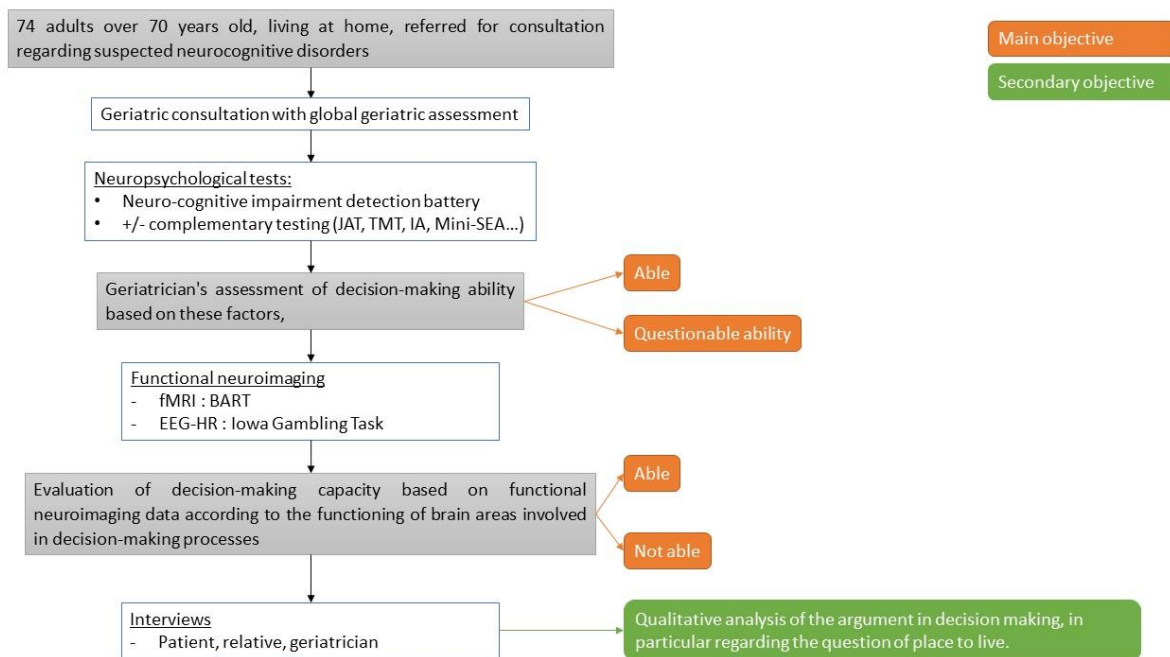 74 adults over 70 years old, living at home, referred for consultation
regarding suspected neurocognitive disorders
Main objective
Secondary objective
Geriatric consultation with global geriatric assessment
Neuropsychological tests:
• Neuro-cognitive impairment detection battery
• +/- complementary testing (JAT, TMT, IA, Mini-SEA...)
Geriatrician's assessment of decision-making ability
based on these factors,
Able
Questionable ability
Functional neuroimaging
- fMRI : BART
- EEG-HR : Iowa Gambling Task
Evaluation of decision-making capacity based on functional
neuroimaging data according to the functioning of brain areas involved
in decision-making processes
Able
Not able
Interviews
- Patient, relative, geriatrician
Qualitative analysis of the argument in decision making, in
particular regarding the question of place to live.